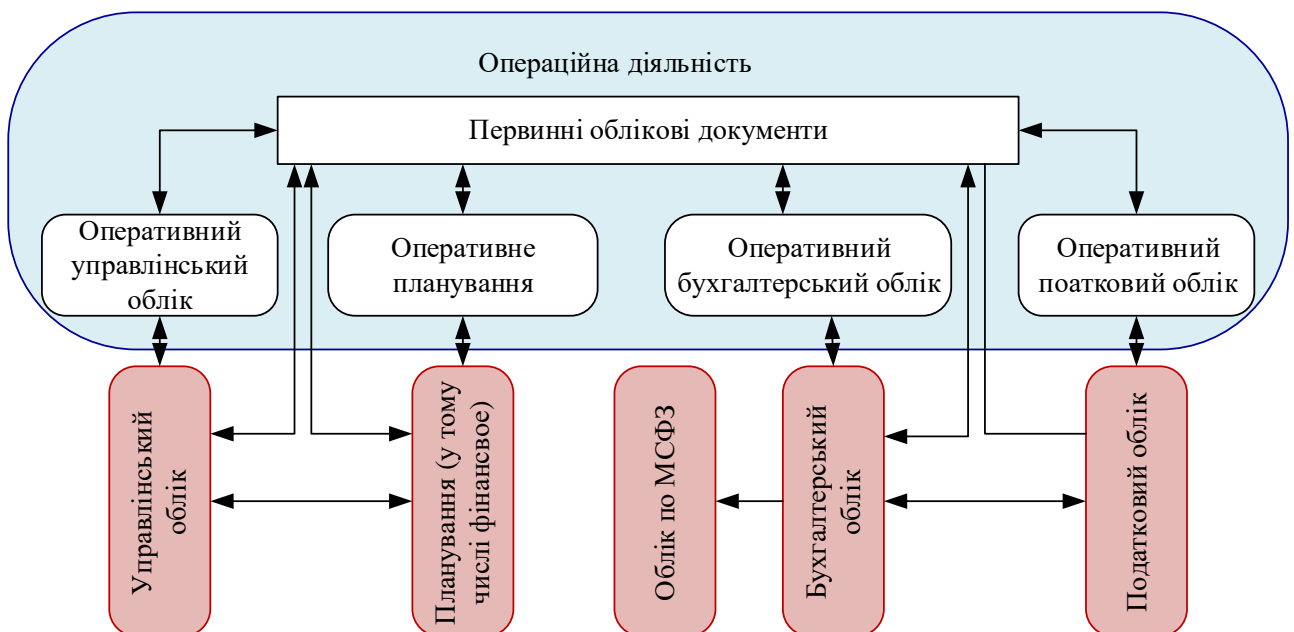 Операційна діяльність
Первинні облікові документи
Оперативний
управлінський
облік
Оперативне
планування
Оперативний
бухгалтерський облік
Оперативний
поатковий облік
Управлінський
облік
Планування (у тому
числі фінансвое)
Облік по МСФЗ
Бухгалтерський
облік
Податковий облік